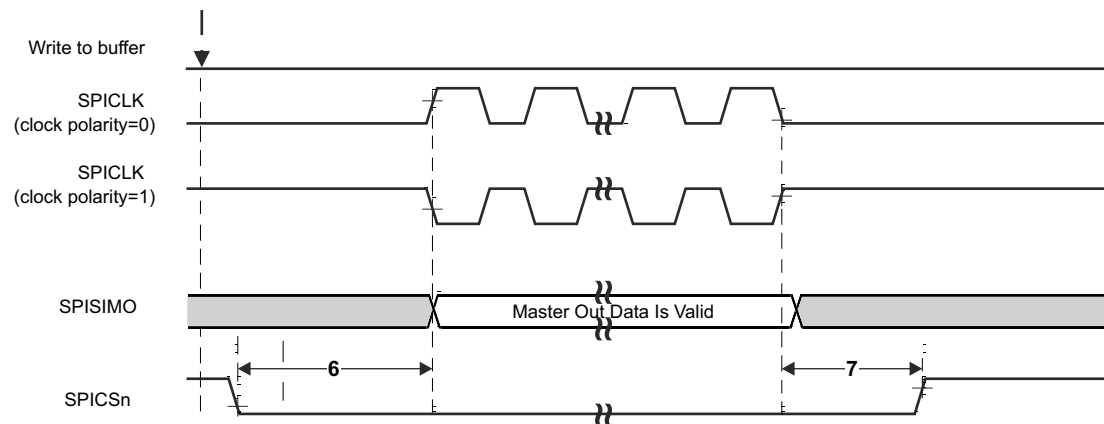 Write to buffer
SPICLK
(clock polarity=0)
SPICLK
(clock polarity=1)
SPISIMO
Master Out Data Is Valid
6
7
SPICSn